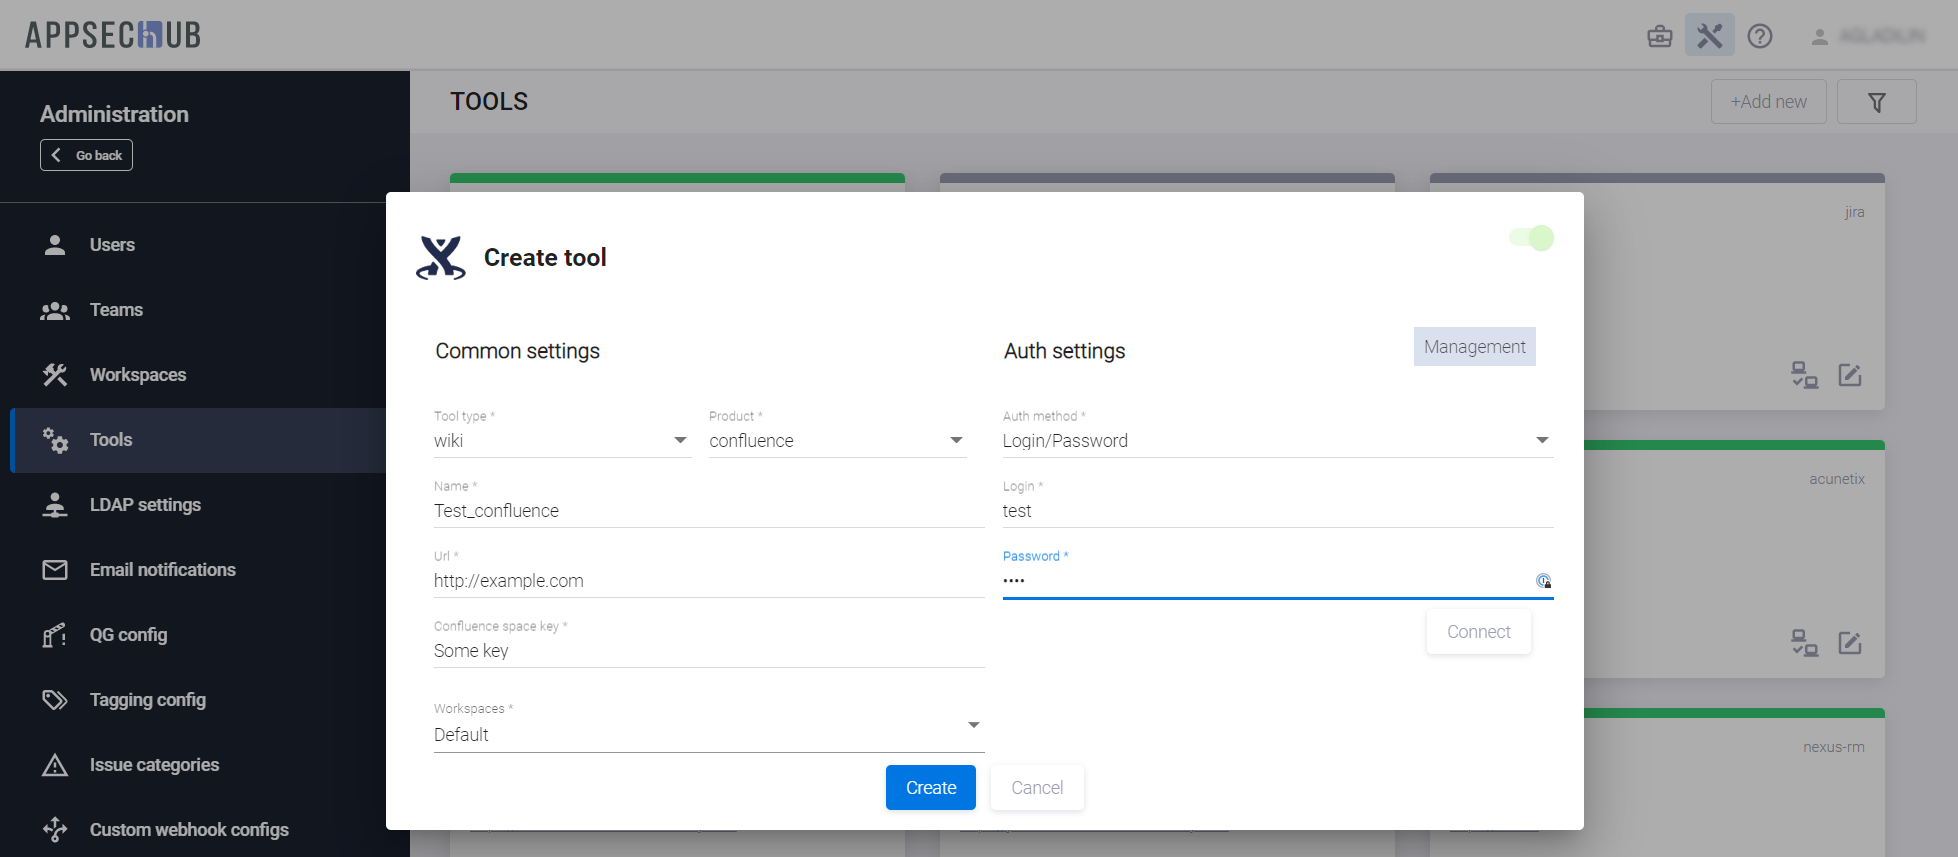 APPSECHUB
Administration
Go back
Users
Teams
Workspaces
Tools
LDAP settings
Email notifications
QG config
Tagging config
Issue categories
Custom webhook configs
TOOLS
+Add new
jira
acunetix
nexus-rm
Create tool
Common settings
Tool type *
wiki
Product *
confluence
Name *
Test_confluence
Url *
http://example.com
Confluence space key *
Some key
Workspaces *
Default
Auth settings
Management
Auth method *
Login/Password
Login *
test
Password *
••••
Connect
Create
Cancel